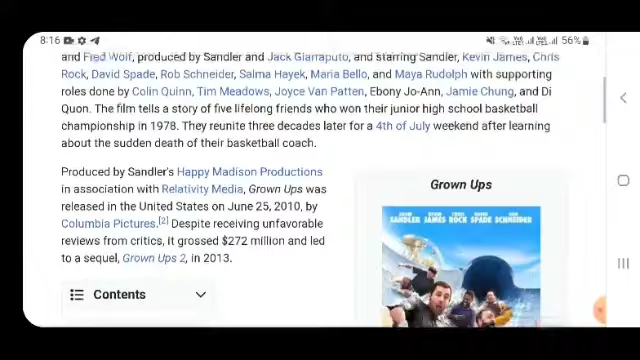 8:16
56%
and Fred Wolf, produced by Sandler and Jack Giarraputo, and starring Sandler, Kevin James, Chris
Rock, David Spade, Rob Schneider, Salma Hayek, Maria Bello, and Maya Rudolph with supporting
roles done by Colin Quinn, Tim Meadows, Joyce Van Patten, Ebony Jo-Ann, Jamie Chung, and Di
Quon. The film tells a story of five lifelong friends who won their junior high school basketball
championship in 1978. They reunite three decades later for a 4th of July weekend after learning
about the sudden death of their basketball coach.
Produced by Sandler's Happy Madison Productions
in association with Relativity Media, Grown Ups was
released in the United States on June 25, 2010, by
Columbia Pictures.[2] Despite receiving unfavorable
reviews from critics, it grossed $272 million and led
to a sequel, Grown Ups 2, in 2013.
Contents
Grown Ups
SANDLER JAMES ROCK SPADE SCHNEIDER